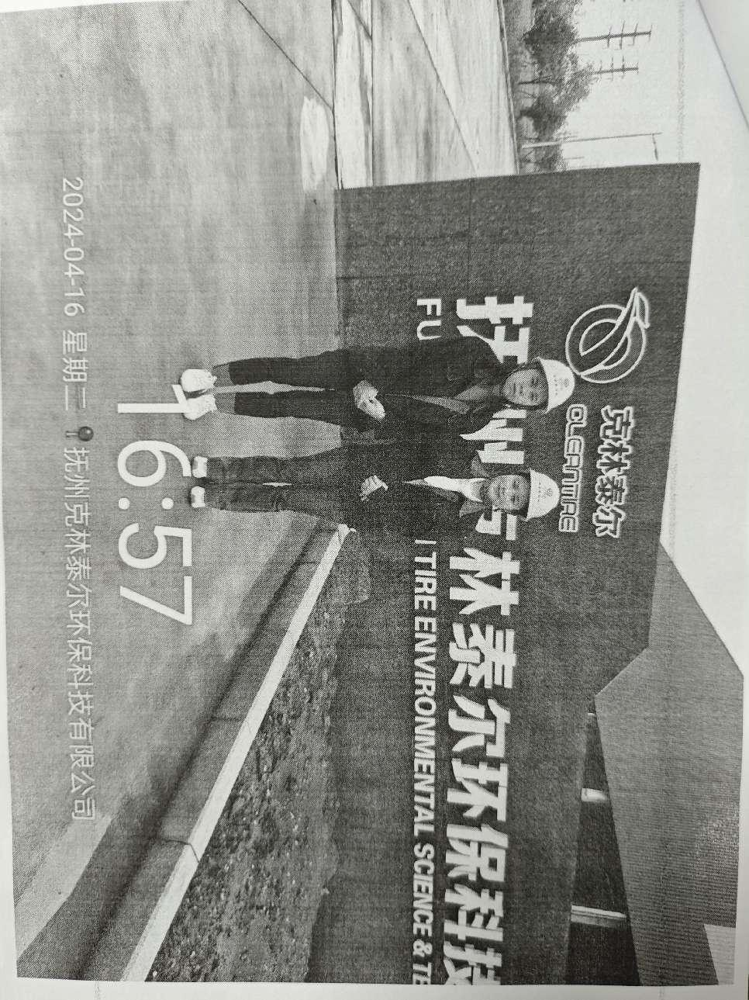 克林泰尔
CLEANTIRE
抚州克林泰尔环保科技
FU TIRE ENVIRONMENTAL SCIENCE & TE
16:57
2024-04-16 星期二 抚州克林泰尔环保科技有限公司